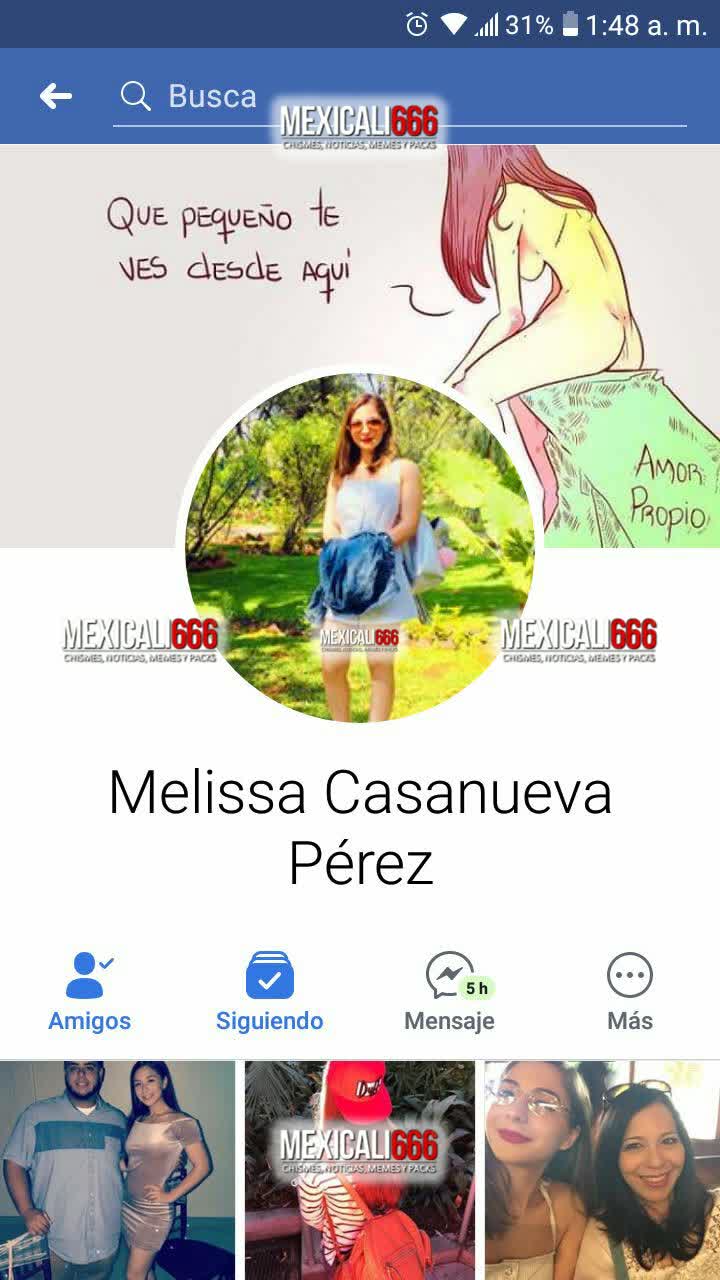 31% 1:48 a. m.
Busca
MEXICALI666
CHISMES, NOTICIAS, MEMES Y PACKS
QUE PEQUEÑO TE
VES DESDE AQUÍ
AMOR
PROPIO
MEXICALI666
CHISMES, NOTICIAS, MEMES Y PACKS
MEXICALI666
CHISMES, NOTICIAS, MEMES Y PACKS
MEXICALI666
CHISMES, NOTICIAS, MEMES Y PACKS
Melissa Casanueva
Pérez
5 h
Amigos Siguiendo Mensaje Más
MEXICALI666
CHISMES, NOTICIAS, MEMES Y PACKS